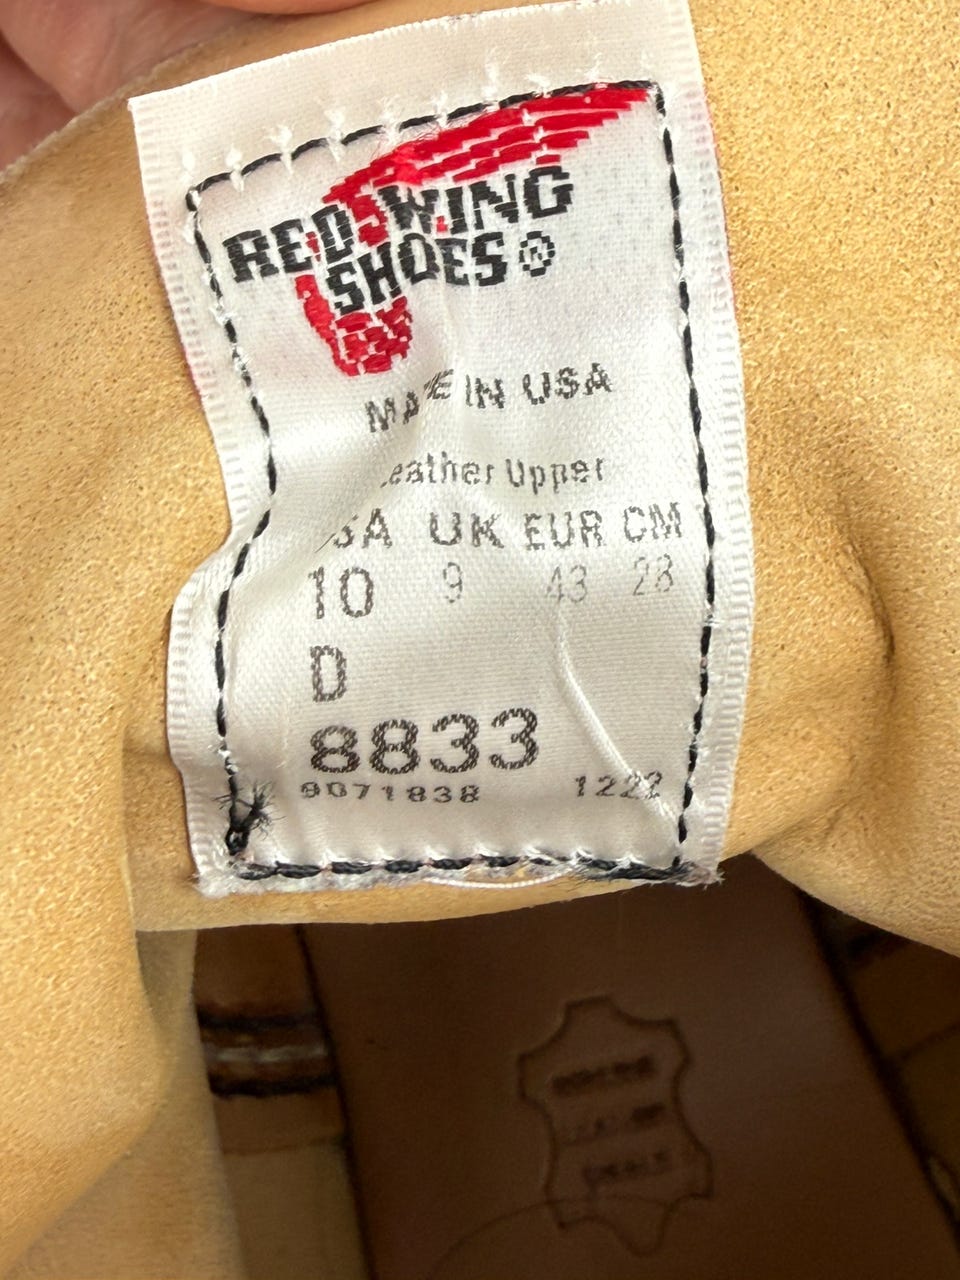 RED WING
SHOES®
MADE IN USA
Leather Upper
USA UK EUR CM
10 9 43 28
D
8833
9071838 1222
GENUINE